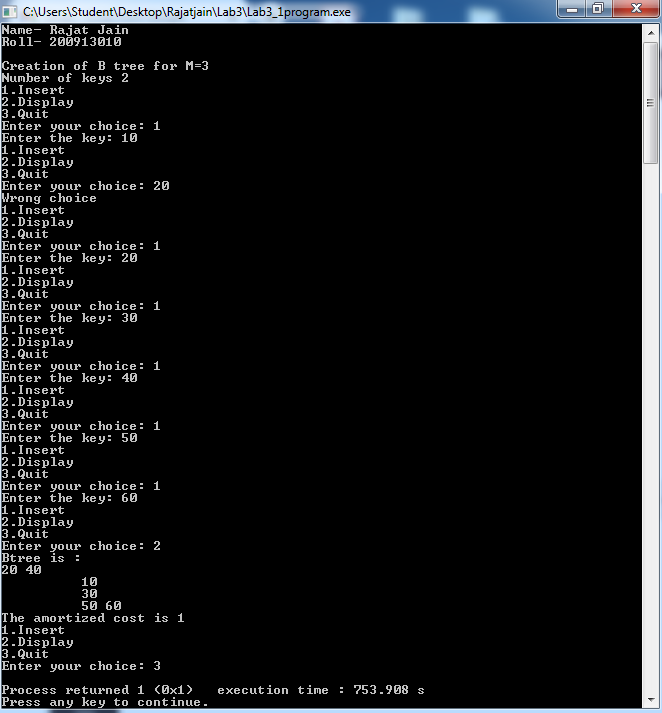 C:\Users\Student\Desktop\Rajatjain\Lab3\Lab3_1program.exe
Name- Rajat Jain
Roll- 200913010
Creation of B tree for M=3
Number of keys 2
1.Insert
2.Display
3.Quit
Enter your choice: 1
Enter the key: 10
1.Insert
2.Display
3.Quit
Enter your choice: 20
Wrong choice
1.Insert
2.Display
3.Quit
Enter your choice: 1
Enter the key: 20
1.Insert
2.Display
3.Quit
Enter your choice: 1
Enter the key: 30
1.Insert
2.Display
3.Quit
Enter your choice: 1
Enter the key: 40
1.Insert
2.Display
3.Quit
Enter your choice: 1
Enter the key: 50
1.Insert
2.Display
3.Quit
Enter your choice: 1
Enter the key: 60
1.Insert
2.Display
3.Quit
Enter your choice: 2
Btree is :
20 40
10
30
50 60
The amortized cost is 1
1.Insert
2.Display
3.Quit
Enter your choice: 3
Process returned 1 (0x1)   execution time : 753.908 s
Press any key to continue.